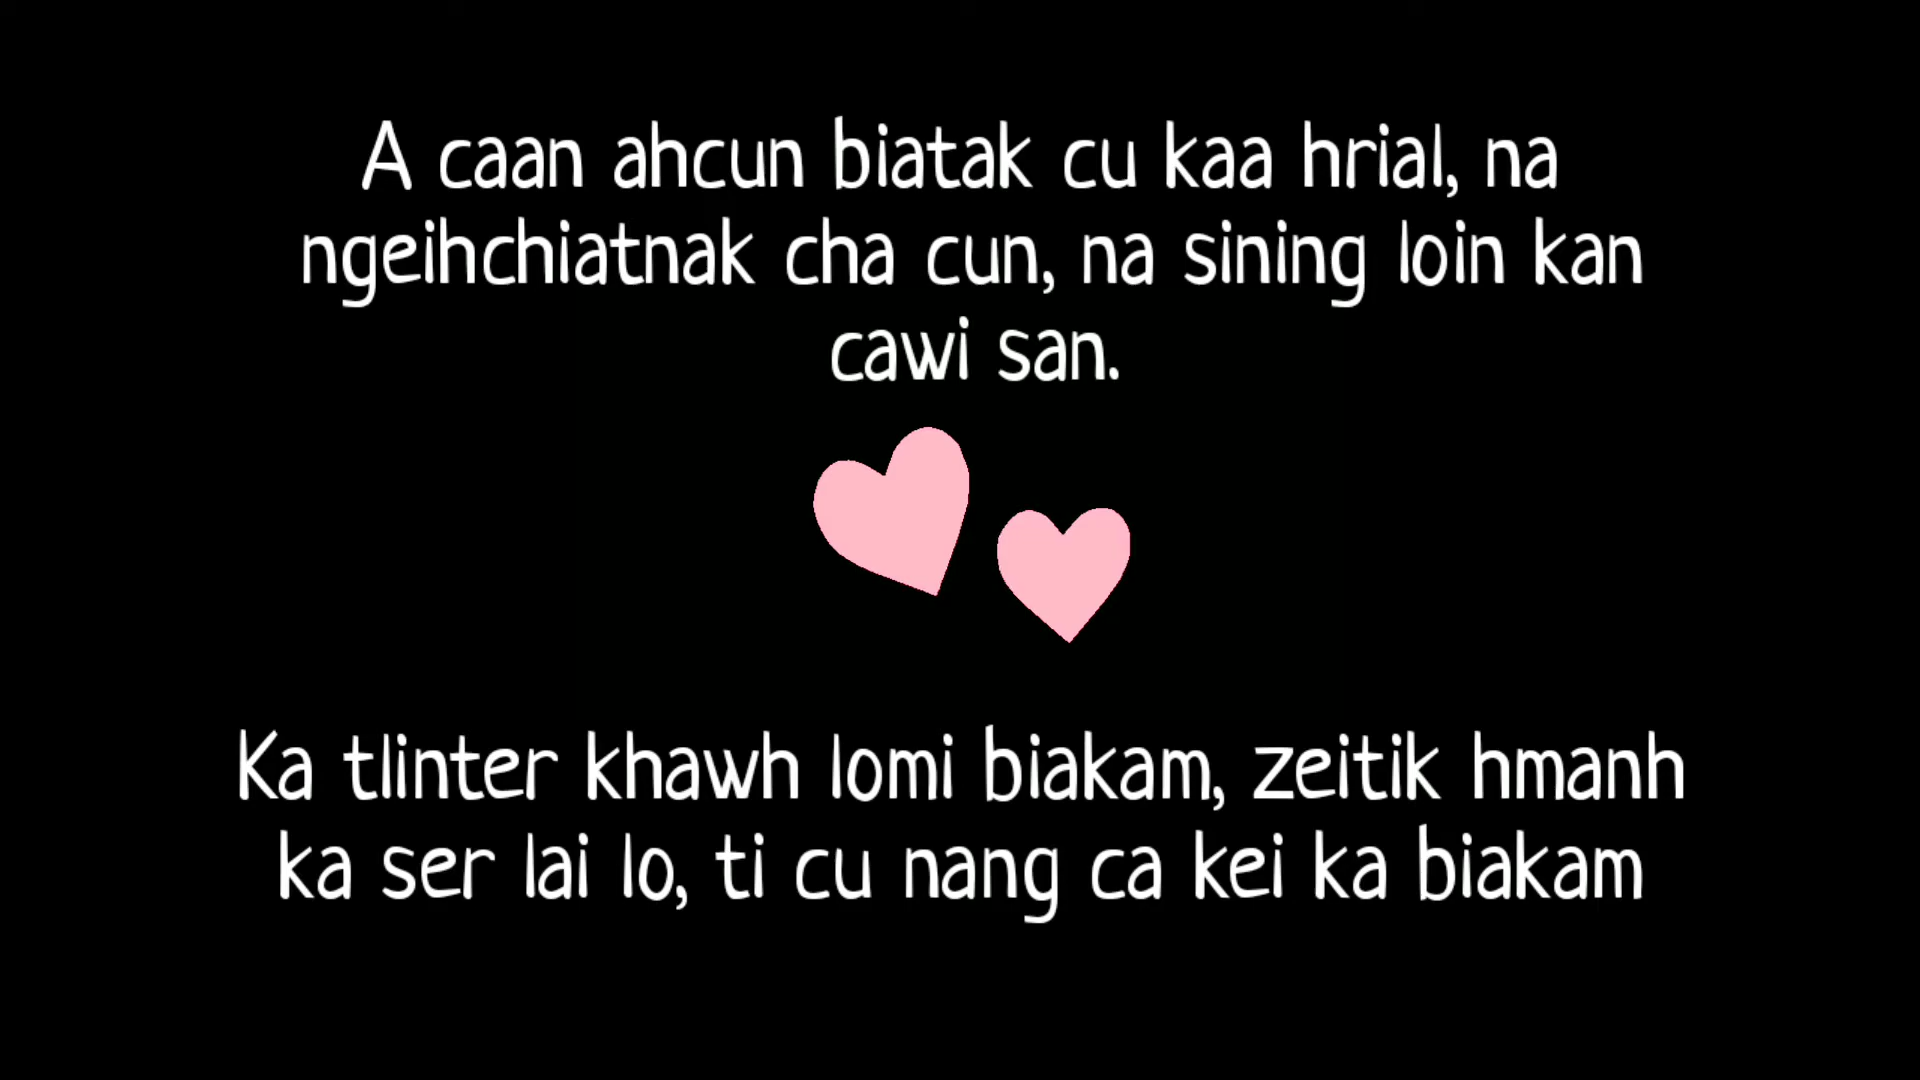 A caan ahcun biatak cu kaa hrial, na
ngeihchiatnak cha cun, na sining loin kan
cawi san.
Ka tlinter khawh lomi biakam, zeitik hmanh
ka ser lai lo, ti cu nang ca kei ka biakam